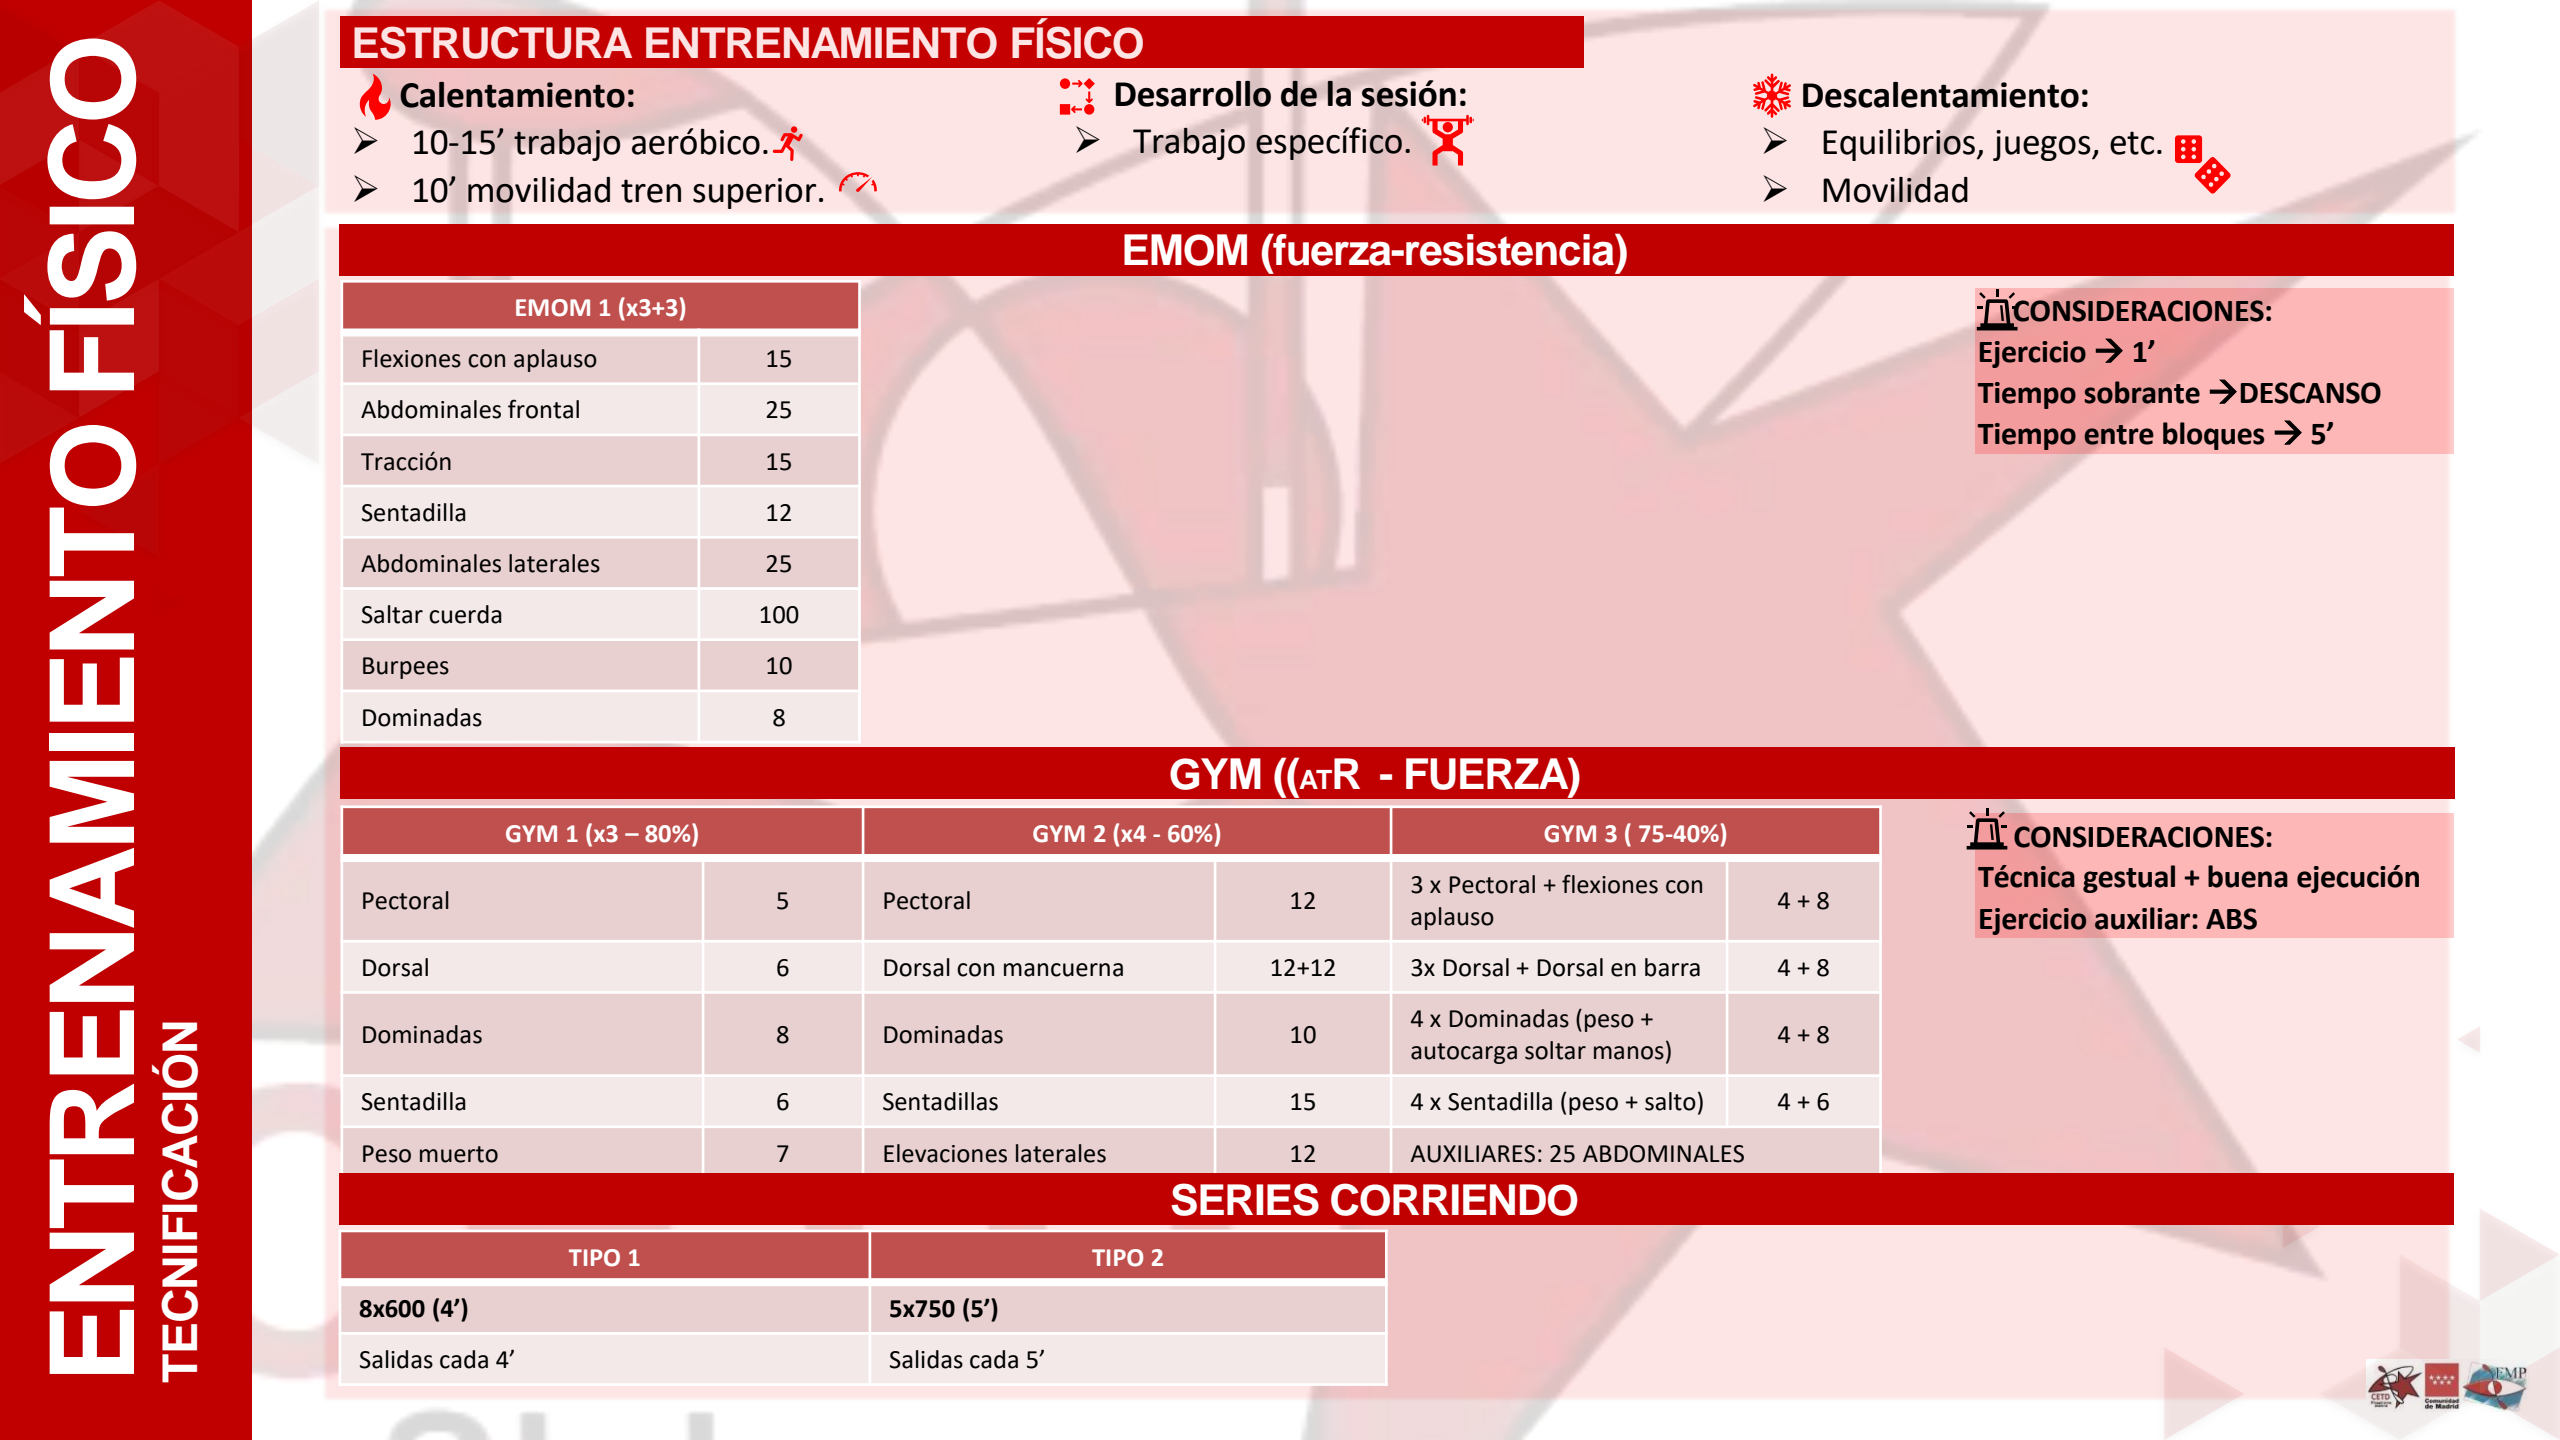 ENTRENAMIENTO FÍSICO
TECNIFICACIÓN
ESTRUCTURA ENTRENAMIENTO FÍSICO
Calentamiento:
10-15’ trabajo aeróbico.
10’ movilidad tren superior.
Desarrollo de la sesión:
Trabajo específico.
Descalentamiento:
Equilibrios, juegos, etc.
Movilidad
EMOM (fuerza-resistencia)
EMOM 1 (x3+3)
Flexiones con aplauso 15
Abdominales frontal 25
Tracción 15
Sentadilla 12
Abdominales laterales 25
Saltar cuerda 100
Burpees 10
Dominadas 8
CONSIDERACIONES:
Ejercicio → 1’
Tiempo sobrante →DESCANSO
Tiempo entre bloques → 5’
GYM ((ATR - FUERZA)
GYM 1 (x3 – 80%) GYM 2 (x4 - 60%) GYM 3 ( 75-40%)
Pectoral 5 Pectoral 12 3 x Pectoral + flexiones con
aplauso 4 + 8
Dorsal 6 Dorsal con mancuerna 12+12 3x Dorsal + Dorsal en barra 4 + 8
Dominadas 8 Dominadas 10 4 x Dominadas (peso +
autocarga soltar manos) 4 + 8
Sentadilla 6 Sentadillas 15 4 x Sentadilla (peso + salto) 4 + 6
Peso muerto 7 Elevaciones laterales 12 AUXILIARES: 25 ABDOMINALES
CONSIDERACIONES:
Técnica gestual + buena ejecución
Ejercicio auxiliar: ABS
SERIES CORRIENDO
TIPO 1 TIPO 2
8x600 (4’) 5x750 (5’)
Salidas cada 4’ Salidas cada 5’
CETD
Comunidad
de Madrid
EMP